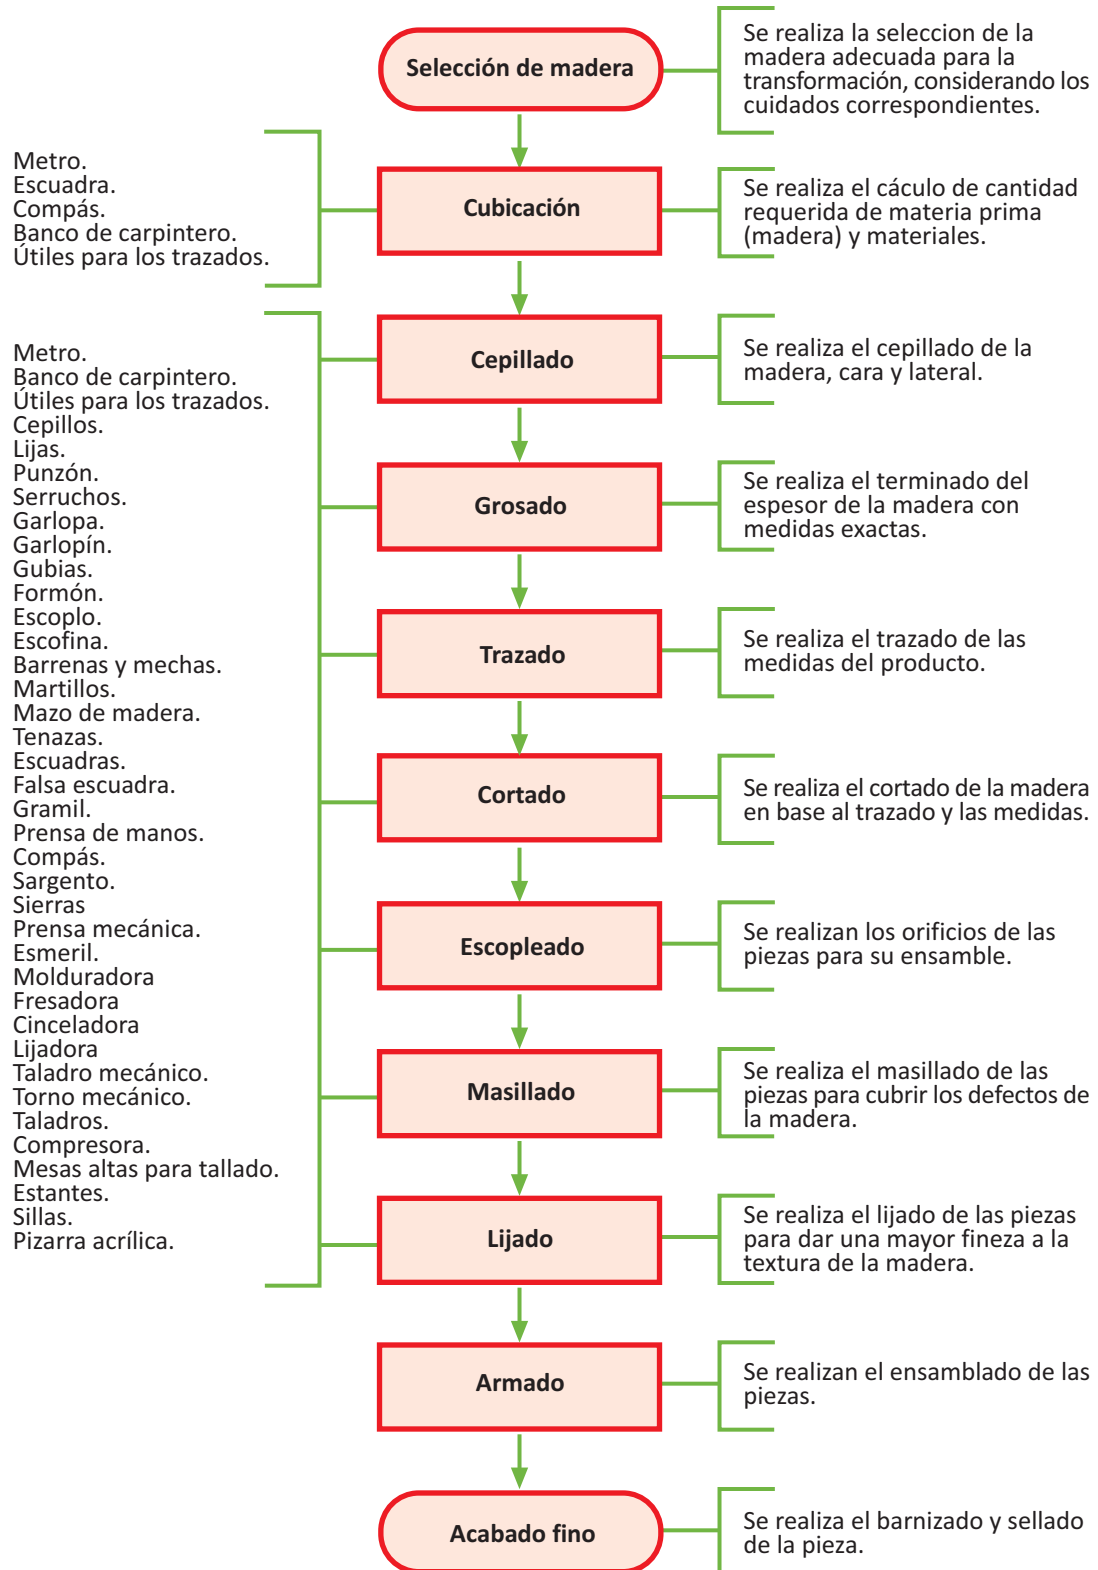 Selección de madera
Se realiza la seleccion de la
madera adecuada para la
transformación, considerando los
cuidados correspondientes.
Metro.
Escuadra.
Compás.
Banco de carpintero.
Útiles para los trazados.
Cubicación
Se realiza el cáculo de cantidad
requerida de materia prima
(madera) y materiales.
Metro.
Banco de carpintero.
Útiles para los trazados.
Cepillos.
Lijas.
Punzón.
Serruchos.
Garlopa.
Garlopín.
Gubias.
Formón.
Escoplo.
Escofina.
Barrenas y mechas.
Martillos.
Mazo de madera.
Tenazas.
Escuadras.
Falsa escuadra.
Gramil.
Prensa de manos.
Compás.
Sargento.
Sierras
Prensa mecánica.
Esmeril.
Molduradora
Fresadora
Cinceladora
Lijadora
Taladro mecánico.
Torno mecánico.
Taladros.
Compresora.
Mesas altas para tallado.
Estantes.
Sillas.
Pizarra acrílica.
Cepillado
Se realiza el cepillado de la
madera, cara y lateral.
Grosado
Se realiza el terminado del
espesor de la madera con
medidas exactas.
Trazado
Se realiza el trazado de las
medidas del producto.
Cortado
Se realiza el cortado de la madera
en base al trazado y las medidas.
Escopleado
Se realizan los orificios de las
piezas para su ensamble.
Masillado
Se realiza el masillado de las
piezas para cubrir los defectos de
la madera.
Lijado
Se realiza el lijado de las piezas
para dar una mayor fineza a la
textura de la madera.
Armado
Se realizan el ensamblado de las
piezas.
Acabado fino
Se realiza el barnizado y sellado
de la pieza.